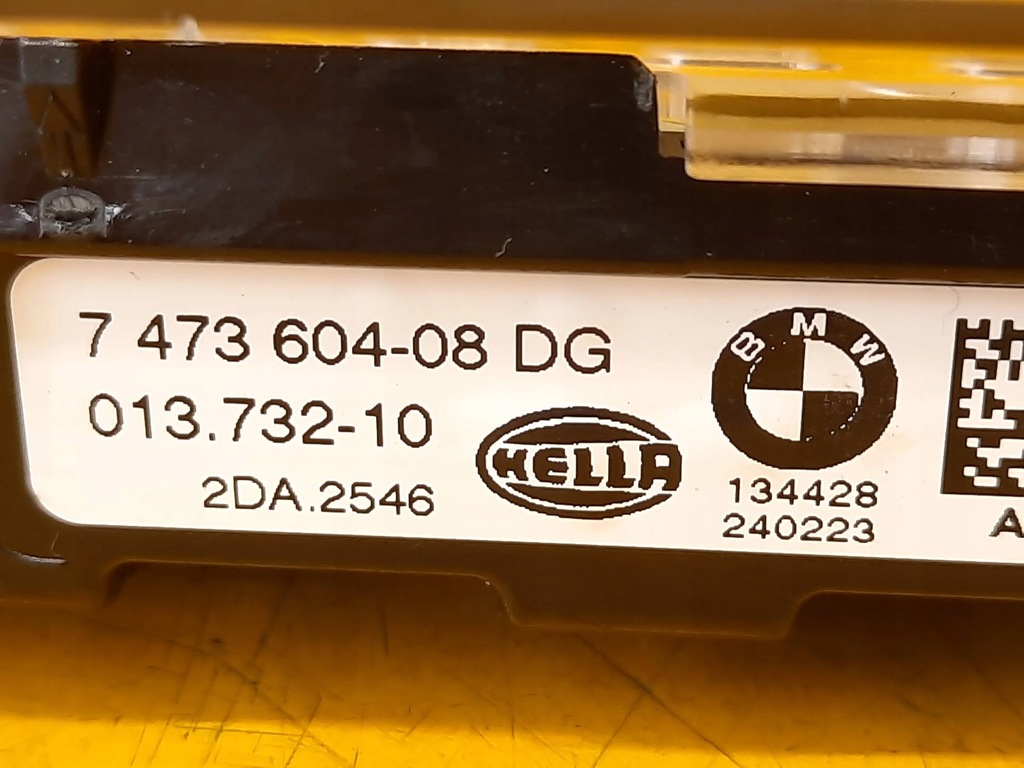 7 473 604-08 DG
013.732-10
2DA.2546
HELLA
BMW
134428
240223
A